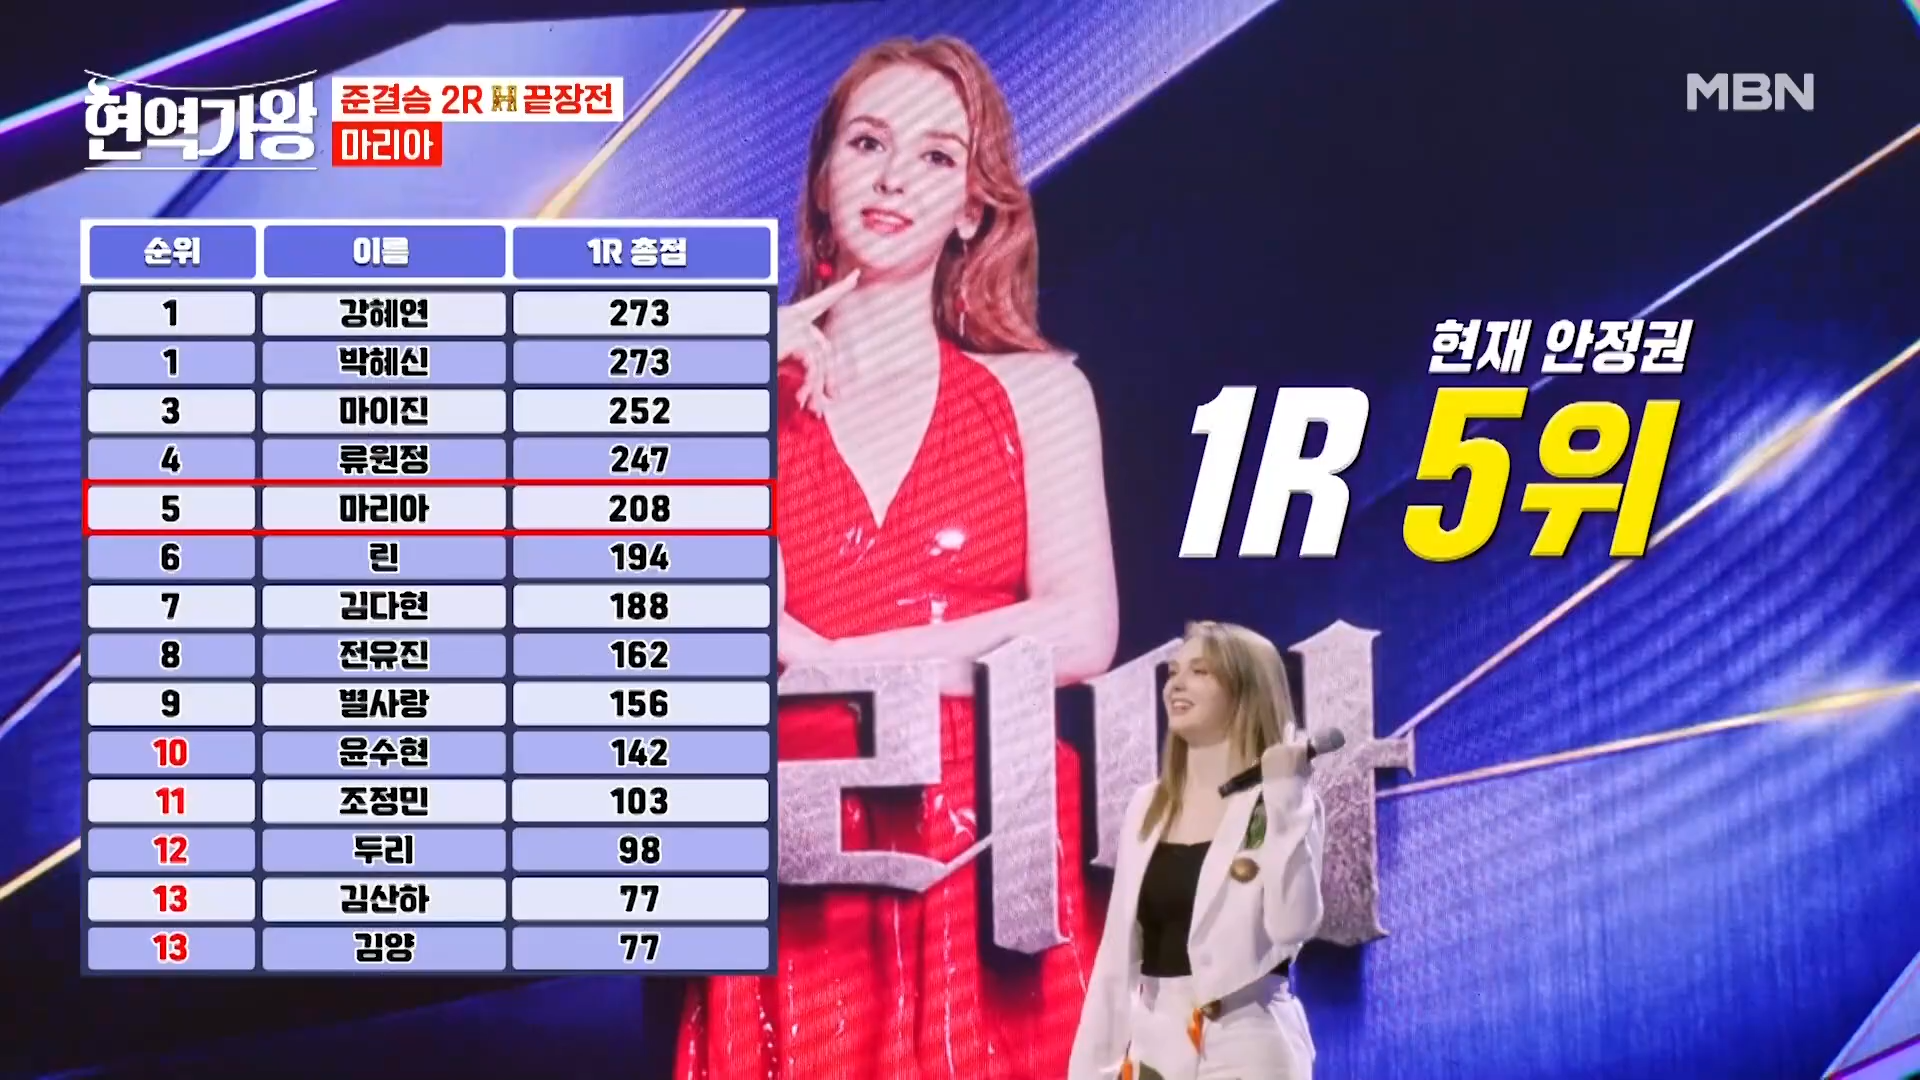 현역가왕
준결승 2R H 끝장전
마리아
MBN
순위 이름 1R 총점
1 강혜연 273
1 박혜신 273
3 마이진 252
4 류원정 247
5 마리아 208
6 린 194
7 김다현 188
8 전유진 162
9 별사랑 156
10 윤수현 142
11 조정민 103
12 두리 98
13 김산하 77
13 김양 77
현재 안정권
1R 5위
리아